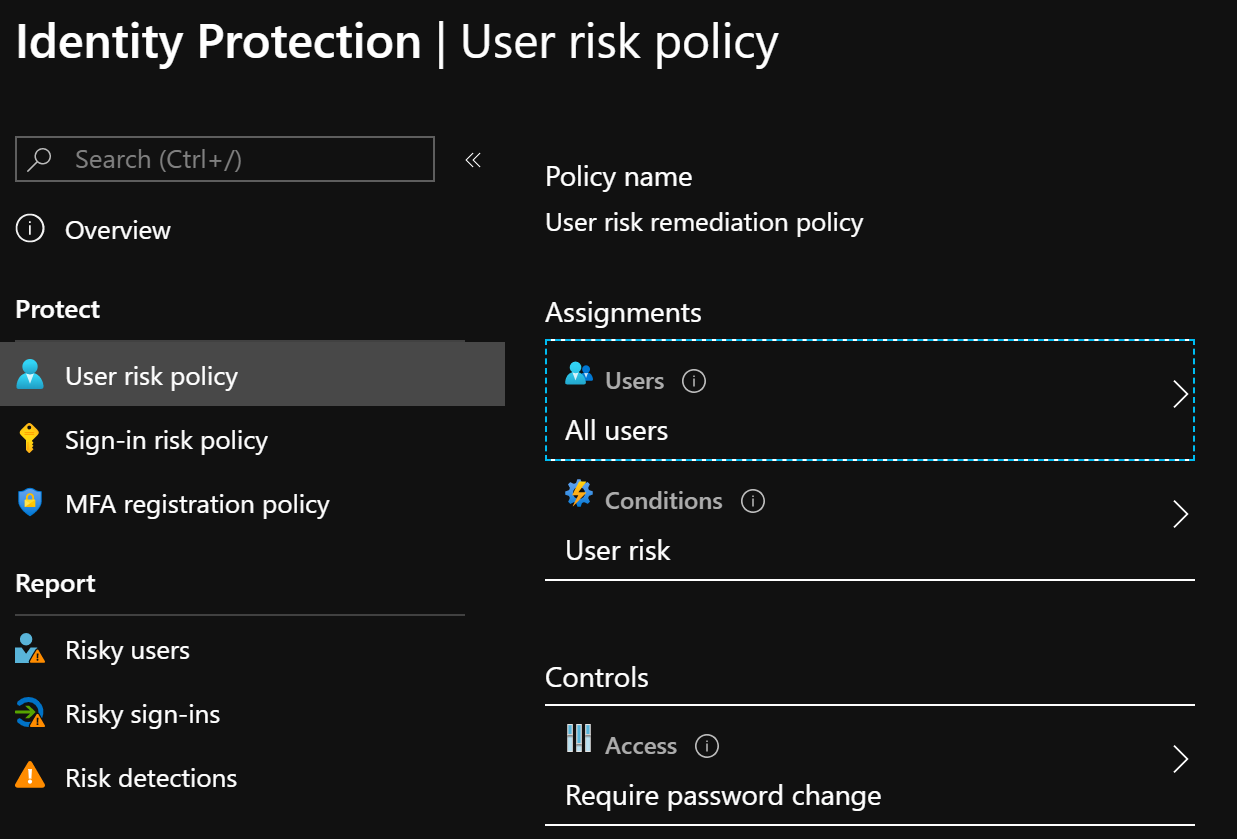 Identity Protection | User risk policy
Search (Ctrl+/)
Overview
Protect
User risk policy
Sign-in risk policy
MFA registration policy
Report
Risky users
Risky sign-ins
Risk detections
Policy name
User risk remediation policy
Assignments
Users
All users
Conditions
User risk
Controls
Access
Require password change